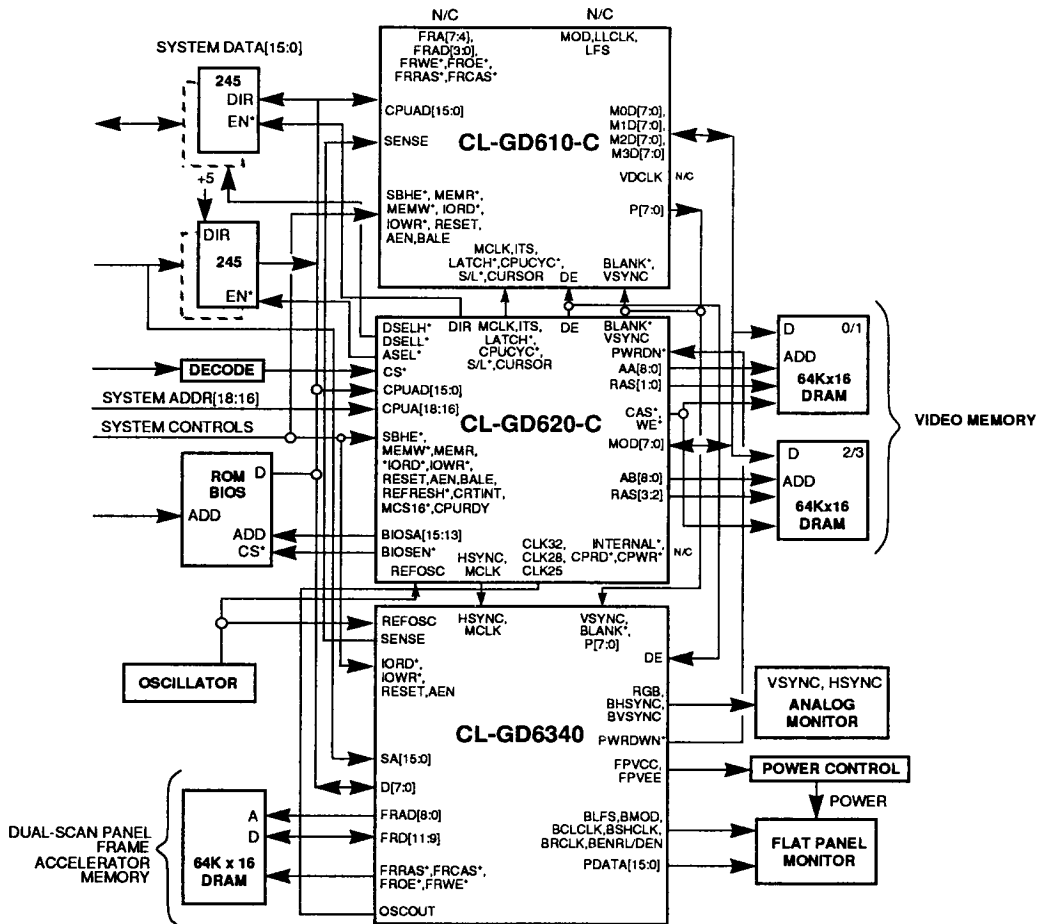 N/C
N/C
FRA[7:4],
FRAD[3:0],
FRWE*,FROE*,
FRRAS*,FRCAS*
MOD,LLCLK,
LFS
SYSTEM DATA[15:0]
245
DIR
EN*
CPUAD[15:0]
SENSE
CL-GD610-C
M0D[7:0],
M1D[7:0],
M2D[7:0],
M3D[7:0]
VDCLK
N/C
P[7:0]
+5
SBHE*, MEMR*,
MEMW*, IORD*,
IOWR*, RESET,
AEN,BALE
MCLK,ITS,
LATCH*,CPUCYC*,
S/L*,CURSOR
DE
BLANK*,
VSYNC
DIR
245
EN*
DSELH*
DSELL*
ASEL*
CS*
CPUAD[15:0]
CPUA[18:16]
DIR
MCLK,ITS,
LATCH*,
CPUCYC*,
S/L*,CURSOR
DE
BLANK*
VSYNC
PWRDN*
AA[8:0]
RAS[1:0]
CAS*,
WE*
MOD[7:0]
AB[8:0]
RAS[3:2]
CL-GD620-C
DECODE
SYSTEM ADDR[18:16]
SYSTEM CONTROLS
SBHE*,
MEMW*,MEMR,
*IORD*,IOWR*,
RESET,AEN,BALE,
REFRESH*,CRTINT,
MCS16*,CPURDY
BIOSA[15:13]
BIOSEN*
REFOSC
HSYNC,
MCLK
CLK32,
CLK28,
CLK25
INTERNAL*,
CPRD*,CPWR*
N/C
D
0/1
ADD
64Kx16
DRAM
D
2/3
ADD
64Kx16
DRAM
VIDEO MEMORY
ROM
BIOS
D
ADD
ADD
CS*
OSCILLATOR
REFOSC
SENSE
IORD*,
IOWR*,
RESET,AEN
HSYNC,
MCLK
VSYNC,
BLANK*,
P[7:0]
DE
RGB,
BHSYNC,
BVSYNC
CL-GD6340
PWRDWN*
SA[15:0]
D[7:0]
FRAD[8:0]
FRD[11:9]
FRRAS*,FRCAS*,
FROE*,FRWE*
OSCOUT
FPVCC,
FPVEE
BLFS,BMOD,
BCLCLK,BSHCLK,
BRCLK,BENRL/DEN
PDATA[15:0]
VSYNC, HSYNC
ANALOG
MONITOR
POWER CONTROL
POWER
FLAT PANEL
MONITOR
DUAL-SCAN PANEL
FRAME
ACCELERATOR
MEMORY
A
D
64K x 16
DRAM